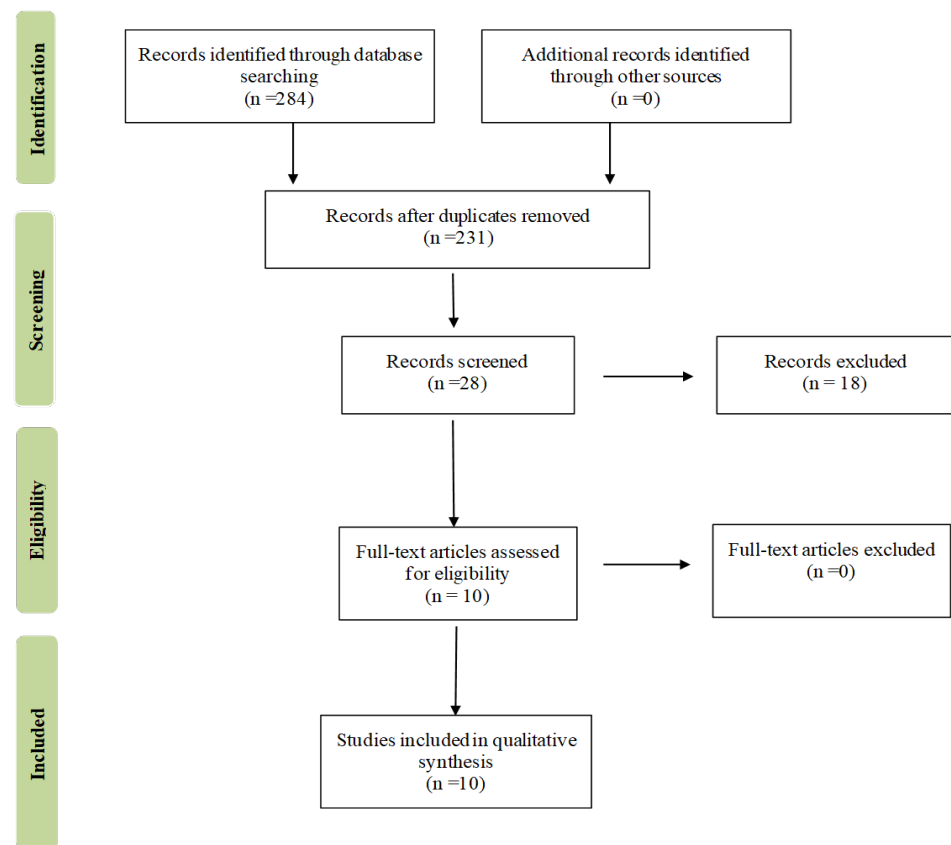 Identification
Records identified through database
searching
(n =284)
Additional records identified
through other sources
(n =0)
Records after duplicates removed
(n =231)
Screening
Records screened
(n =28)
Records excluded
(n = 18)
Eligibility
Full-text articles assessed
for eligibility
(n = 10)
Full-text articles excluded
(n =0)
Included
Studies included in qualitative
synthesis
(n =10)